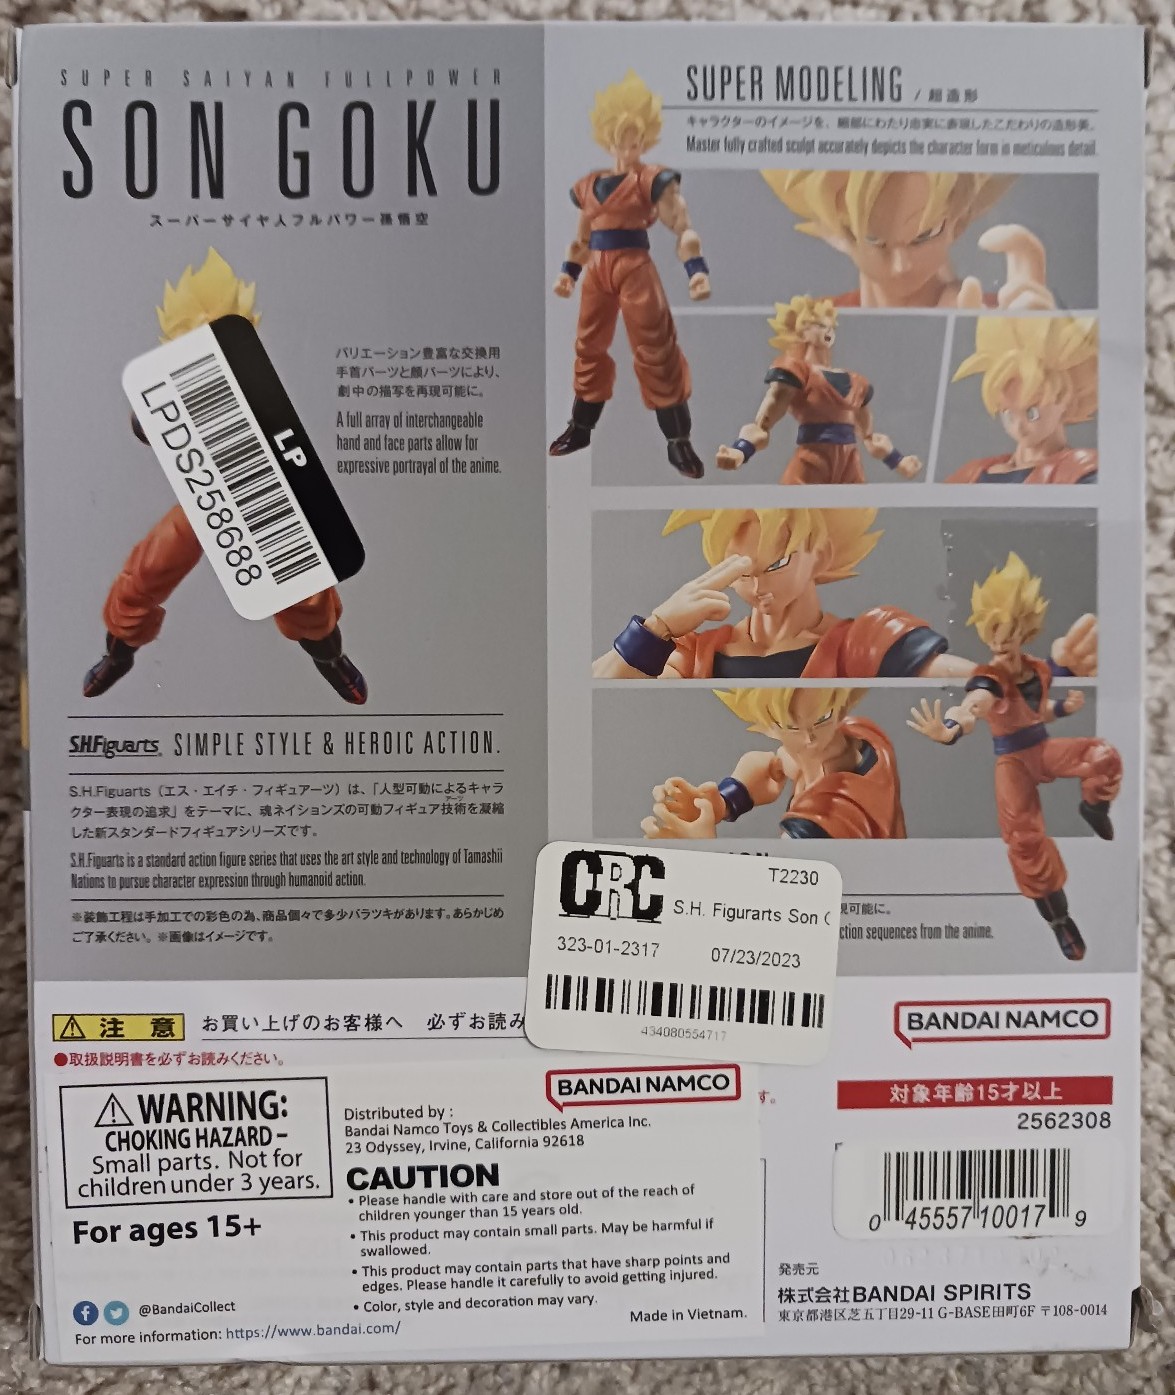 SUPER SAIYAN FULLPOWER
SON GOKU
スーパーサイヤ人フルパワー孫悟空
バリエーション豊富な交換用
手首パーツと顔パーツにより、
劇中の描写を再現可能に。
A full array of interchangeable
hand and face parts allow for
expressive portrayal of the anime.
LP
LPDS258688
S.H.Figuarts. SIMPLE STYLE & HEROIC ACTION.
S.H.Figuarts（エス・エイチ・フィギュアーツ）は、「人型可動によるキャラ
クター表現の追求」をテーマに、魂ネイションズの可動フィギュア技術を凝縮
アーツ
した新スタンダードフィギュアシリーズです。
S.H.Figuarts is a standard action figure series that uses the art style and technology of Tamashii
Nations to pursue character expression through humanoid action.
※装飾工程は手加工での彩色の為、商品個々で多少バラツキがあります。あらかじめ
ご了承ください。※画像はイメージです。
SUPER MODELING / 超造形
キャラクターのイメージを、細部にわたり忠実に表現したこだわりの造形美。
Master fully crafted sculpt accurately depicts the character form in meticulous detail.
現可能に。
ction sequences from the anime.
CRC
T2230
S.H. Figurarts Son
323-01-2317 07/23/2023
434080554717
⚠注 意 お買い上げのお客様へ 必ずお読み
●取扱説明書を必ずお読みください。
す。
⚠WARNING:
CHOKING HAZARD –
Small parts. Not for
children under 3 years.
For ages 15+
@BandaiCollect
For more information: https://www.bandai.com/
BANDAI NAMCO
Distributed by :
Bandai Namco Toys & Collectibles America Inc.
23 Odyssey, Irvine, California 92618
CAUTION
• Please handle with care and store out of the reach of
children younger than 15 years old.
• This product may contain small parts. May be harmful if
swallowed.
• This product may contain parts that have sharp points and
edges. Please handle it carefully to avoid getting injured.
• Color, style and decoration may vary.
Made in Vietnam.
BANDAI NAMCO
対象年齢15才以上
2562308
0 45557 10017 9
発売元
株式会社BANDAI SPIRITS
東京都港区芝五丁目29-11 G-BASE田町6F 〒108-0014